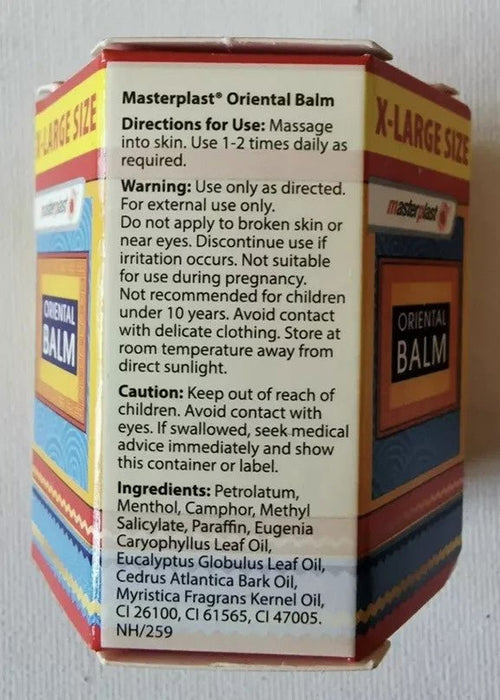 Masterplast® Oriental Balm
Directions for Use: Massage
into skin. Use 1-2 times daily as
required.
Warning: Use only as directed.
For external use only.
Do not apply to broken skin or
near eyes. Discontinue use if
irritation occurs. Not suitable
for use during pregnancy.
Not recommended for children
under 10 years. Avoid contact
with delicate clothing. Store at
room temperature away from
direct sunlight.
Caution: Keep out of reach of
children. Avoid contact with
eyes. If swallowed, seek medical
advice immediately and show
this container or label.
Ingredients: Petrolatum,
Menthol, Camphor, Methyl
Salicylate, Paraffin, Eugenia
Caryophyllus Leaf Oil,
Eucalyptus Globulus Leaf Oil,
Cedrus Atlantica Bark Oil,
Myristica Fragrans Kernel Oil,
CI 26100, CI 61565, CI 47005.
NH/259
X-LARGE SIZE
masterplast
ORIENTAL
BALM
X-LARGE SIZE
masterplast
ORIENTAL
BALM